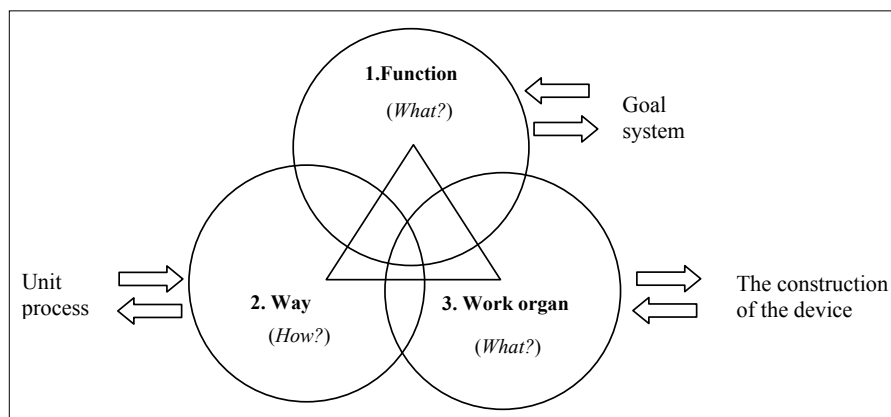 1.Function
(What?)
Goal
system
Unit
process
2. Way
(How?)
3. Work organ
(What?)
The construction
of the device